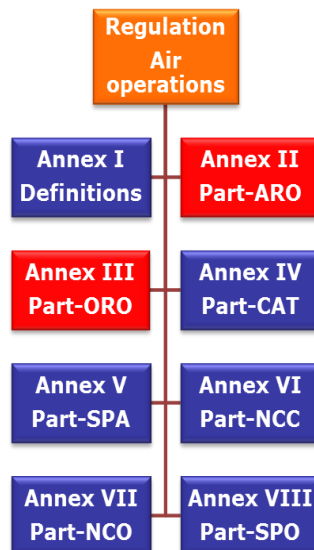 Regulation
Air
operations
Annex I
Definitions
Annex II
Part-ARO
Annex III
Part-ORO
Annex IV
Part-CAT
Annex V
Part-SPA
Annex VI
Part-NCC
Annex VII
Part-NCO
Annex VIII
Part-SPO